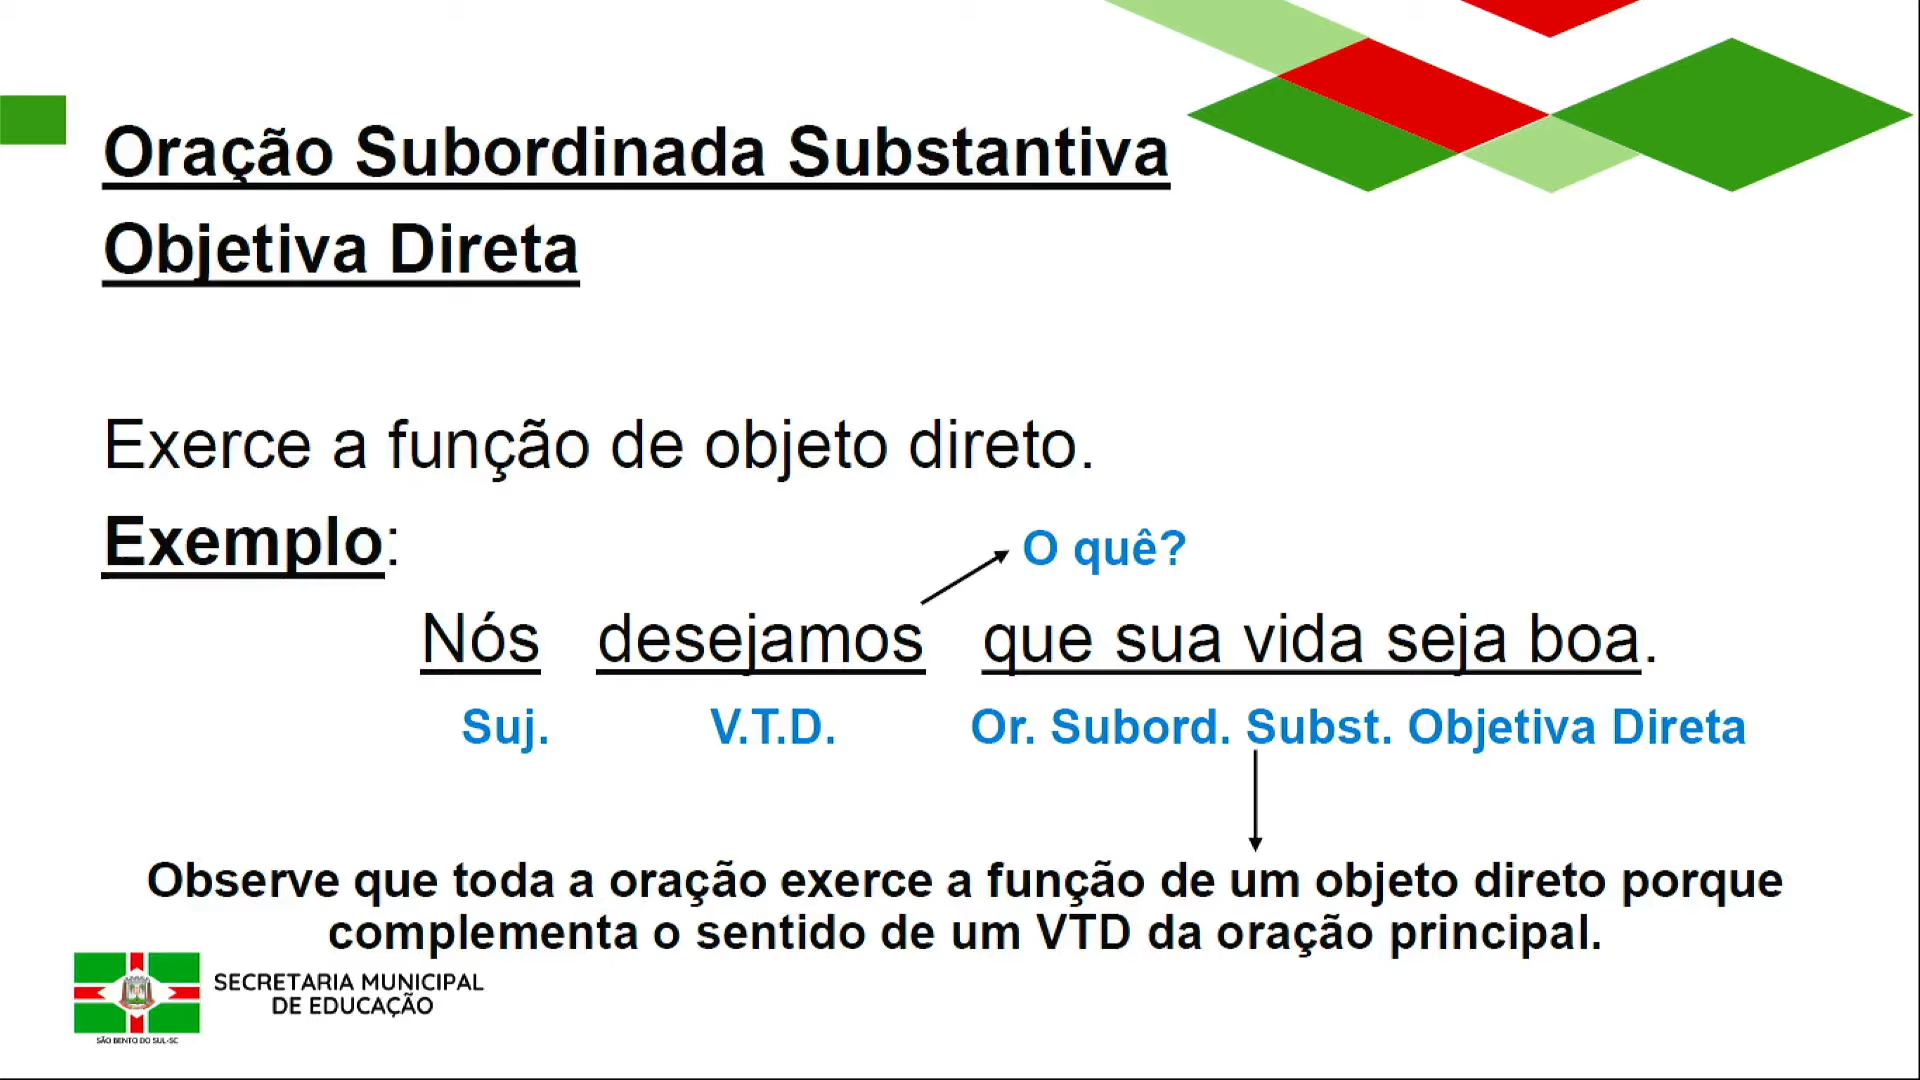 Oração Subordinada Substantiva
Objetiva Direta
Exerce a função de objeto direto.
Exemplo:
O quê?
Nós desejamos que sua vida seja boa.
Suj. V.T.D. Or. Subord. Subst. Objetiva Direta
Observe que toda a oração exerce a função de um objeto direto porque
complementa o sentido de um VTD da oração principal.
SECRETARIA MUNICIPAL
DE EDUCAÇÃO
SÃO BENTO DO SUL-SC